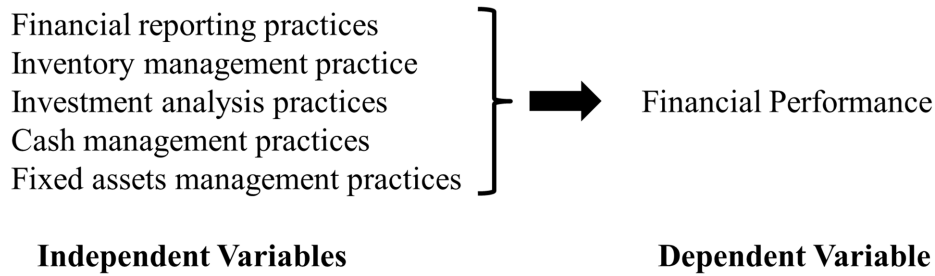 Financial reporting practices
Inventory management practice
Investment analysis practices
Cash management practices
Fixed assets management practices
Financial Performance
Independent Variables
Dependent Variable